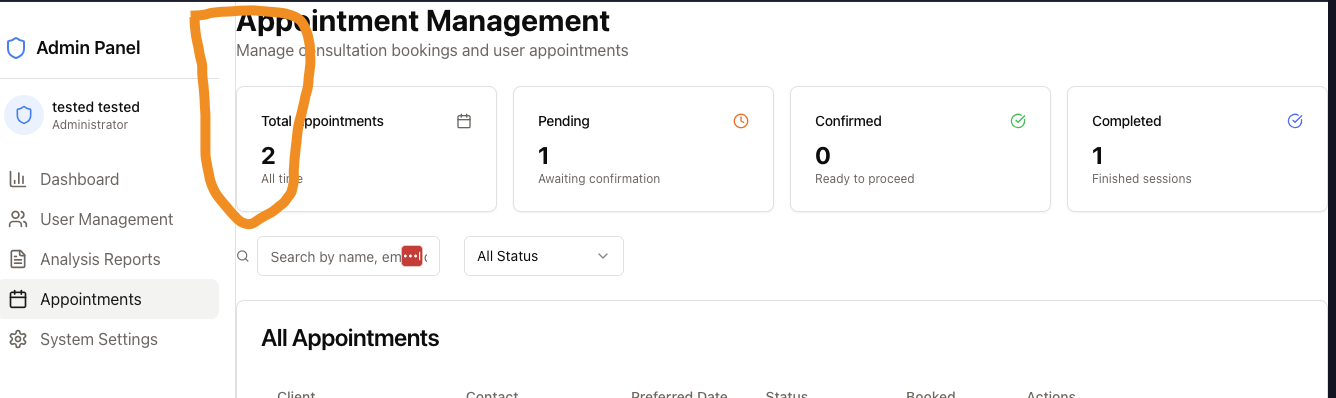 Appointment Management
Admin Panel
Manage consultation bookings and user appointments
tested tested
Administrator
Total Appointments
Pending
Confirmed
Completed
2
1
0
1
All time
Awaiting confirmation
Ready to proceed
Finished sessions
Dashboard
User Management
Analysis Reports
Appointments
System Settings
Search by name, em
All Status
All Appointments
Client
Contact
Preferred Date
Status
Booked
Actions